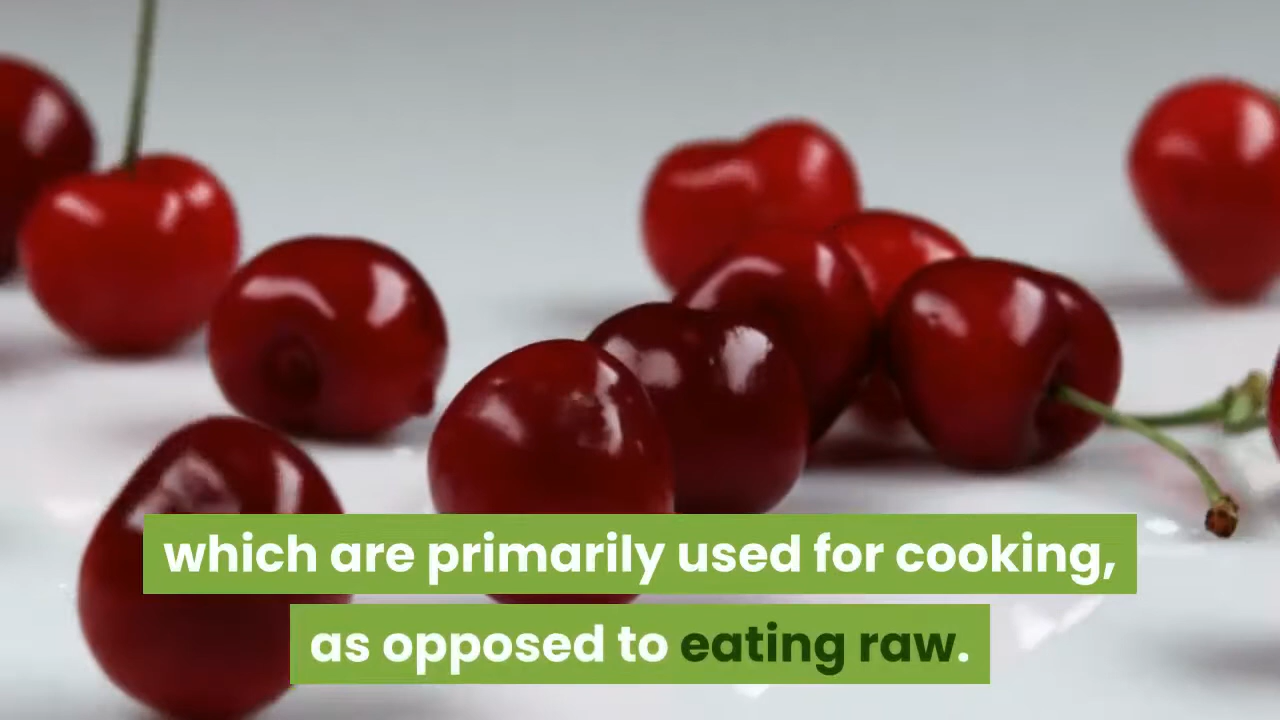 which are primarily used for cooking,
as opposed to eating raw.